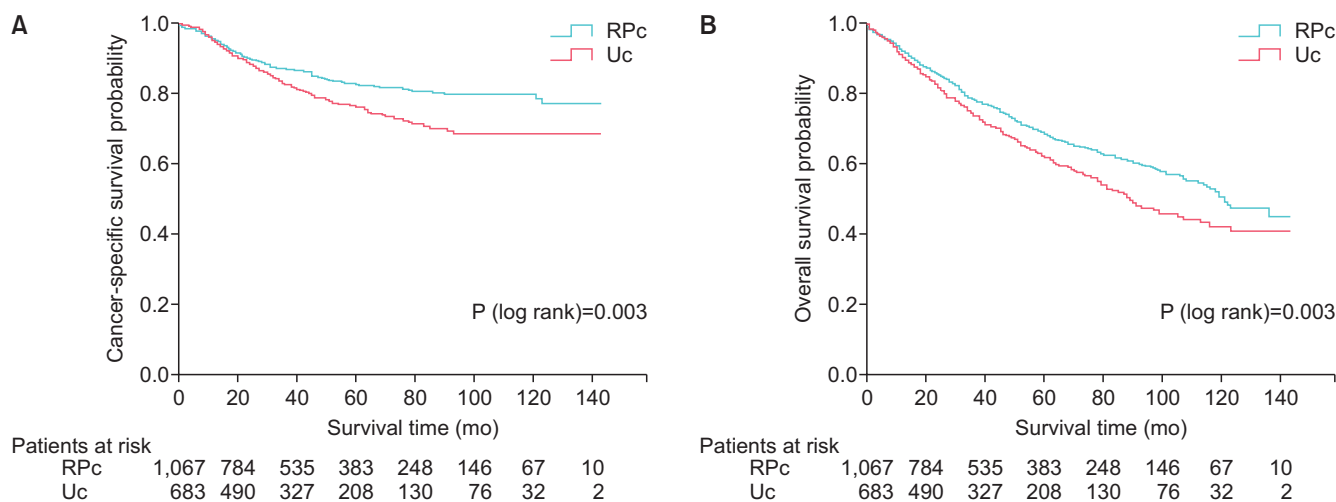 A
Cancer-specific survival probability
1.0
0.8
0.6
0.4
0.2
0.0
RPc
Uc
P (log rank)=0.003
0 20 40 60 80 100 120 140
Survival time (mo)
Patients at risk
RPc 1,067 784 535 383 248 146 67 10
Uc 683 490 327 208 130 76 32 2
B
Overall survival probability
1.0
0.8
0.6
0.4
0.2
0.0
RPc
Uc
P (log rank)=0.003
0 20 40 60 80 100 120 140
Survival time (mo)
Patients at risk
RPc 1,067 784 535 383 248 146 67 10
Uc 683 490 327 208 130 76 32 2